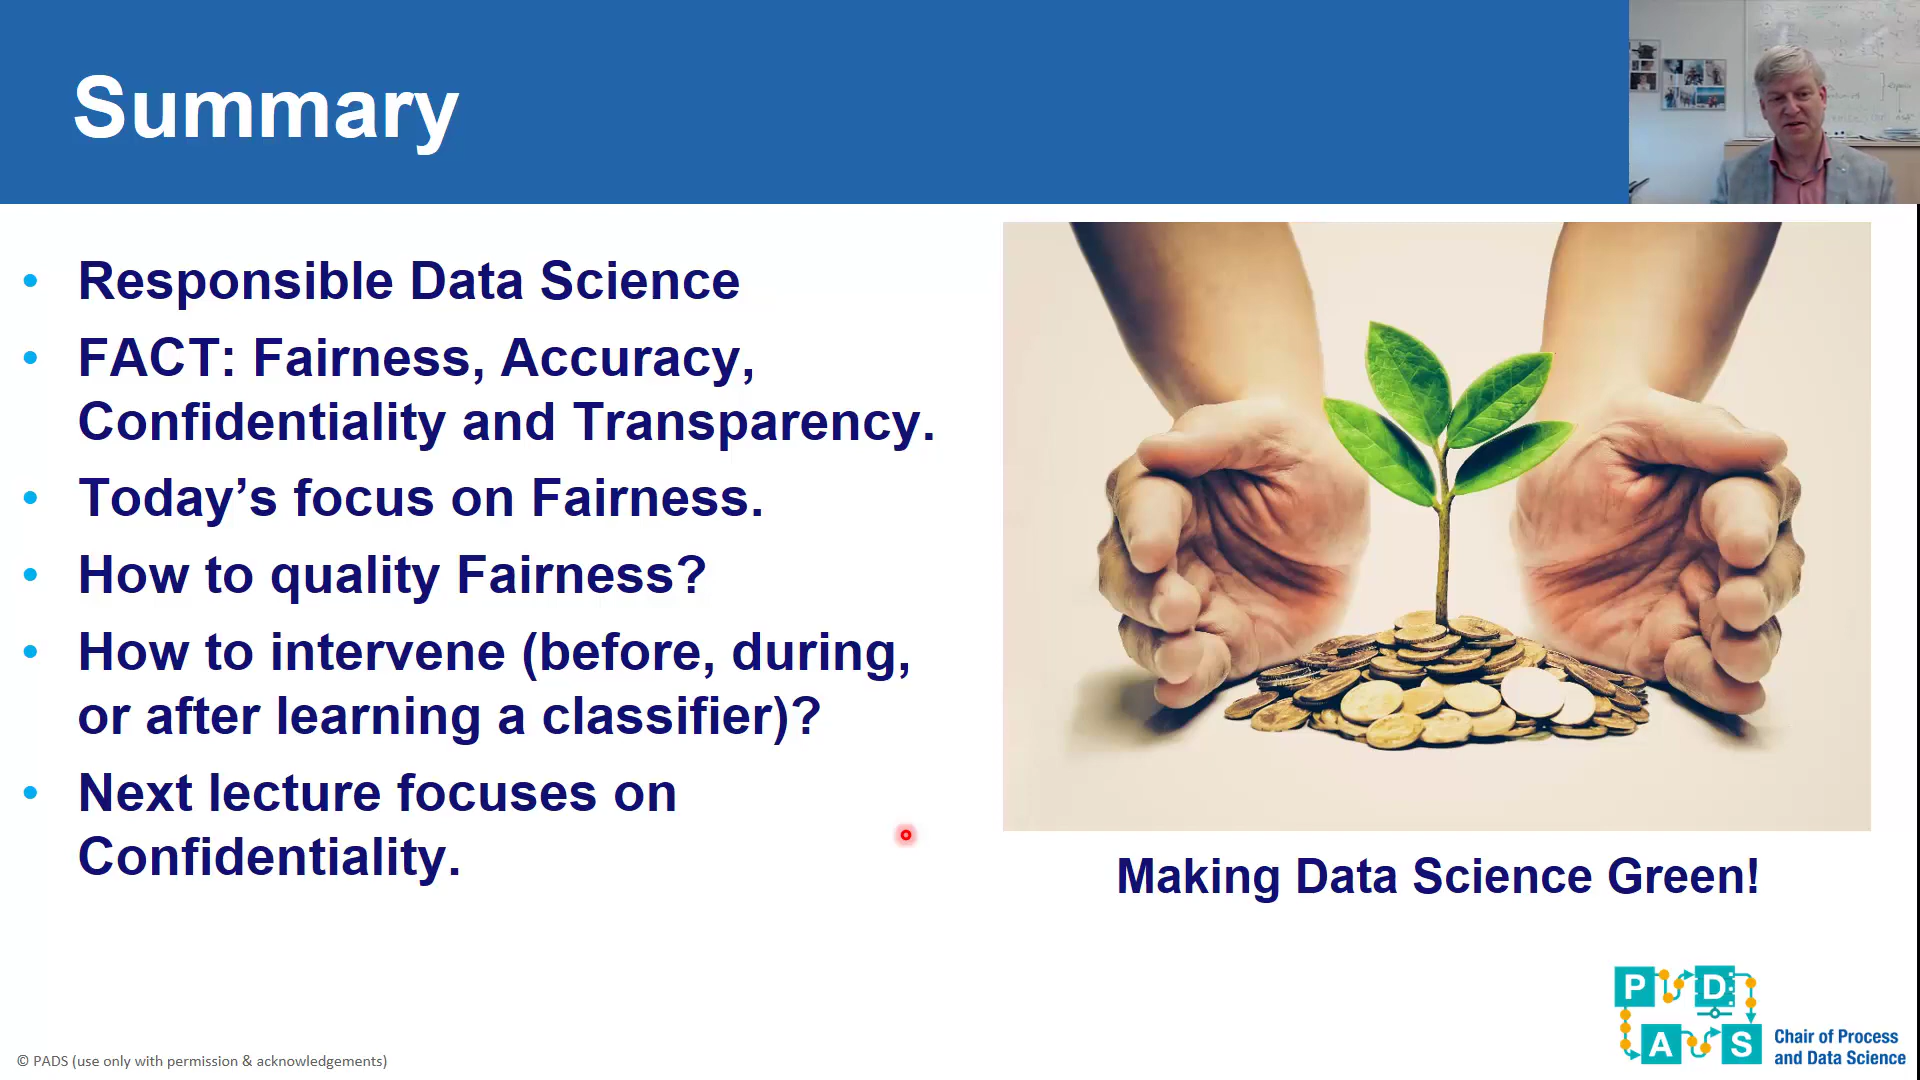 Summary
Responsible Data Science
FACT: Fairness, Accuracy,
Confidentiality and Transparency.
Today’s focus on Fairness.
How to quality Fairness?
How to intervene (before, during,
or after learning a classifier)?
Next lecture focuses on
Confidentiality.
Making Data Science Green!
P D
A S
Chair of Process
and Data Science
© PADS (use only with permission & acknowledgements)